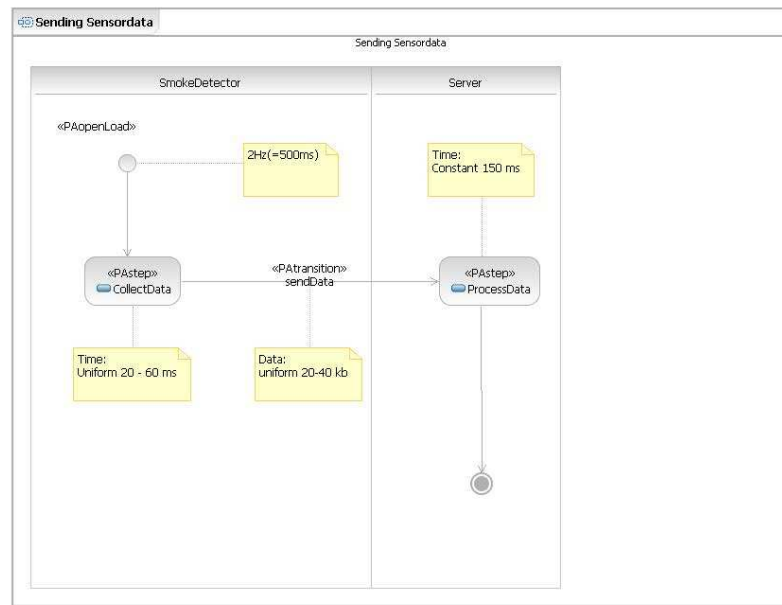 Sending Sensordata
Sending Sensordata
SmokeDetector
Server
«PAopenLoad»
2Hz(=500ms)
Time:
Constant 150 ms
«PAstep»
CollectData
«PAtransition»
sendData
«PAstep»
ProcessData
Time:
Uniform 20 - 60 ms
Data:
uniform 20-40 kb